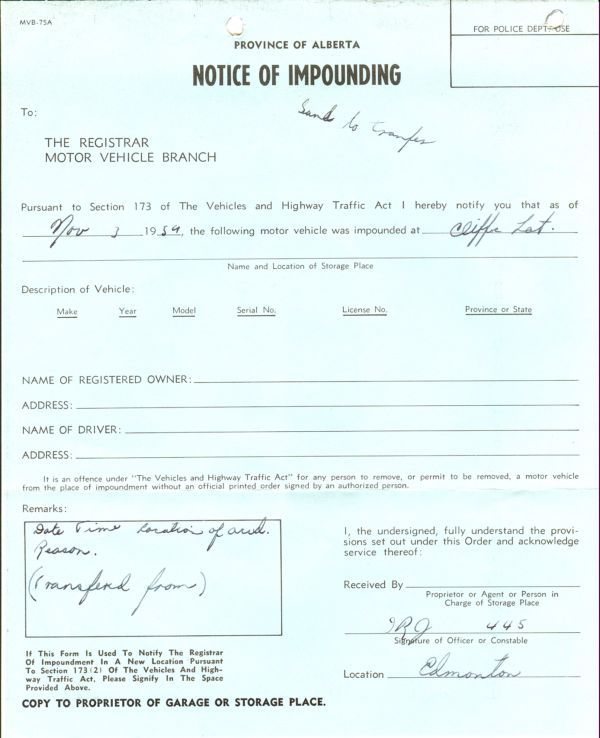 MVB-75A
FOR POLICE DEPT. USE
PROVINCE OF ALBERTA
NOTICE OF IMPOUNDING
To:
to
THE REGISTRAR
MOTOR VEHICLE BRANCH
Pursuant to Section 173 of The Vehicles and Highway Traffic Act I hereby notify you that as of
Nov 3 1959, the following motor vehicle was impounded at Cliffs Lot.
Name and Location of Storage Place
Description of Vehicle:
Make Year Model Serial No. License No. Province or State
NAME OF REGISTERED OWNER:
ADDRESS:
NAME OF DRIVER:
ADDRESS:
It is an offence under "The Vehicles and Highway Traffic Act" for any person to remove, or permit to be removed, a motor vehicle
from the place of impoundment without an official printed order signed by an authorized person.
Remarks:
Date Time Location of and.
Reason.
(Transferd from)
I, the undersigned, fully understand the provi-
sions set out under this Order and acknowledge
service thereof:
Received By
Proprietor or Agent or Person in
Charge of Storage Place
445
Signature of Officer or Constable
Location Edmonton
If This Form Is Used To Notify The Registrar
Of Impoundment In A New Location Pursuant
To Section 173(2) Of The Vehicles And High-
way Traffic Act, Please Signify In The Space
Provided Above.
COPY TO PROPRIETOR OF GARAGE OR STORAGE PLACE.